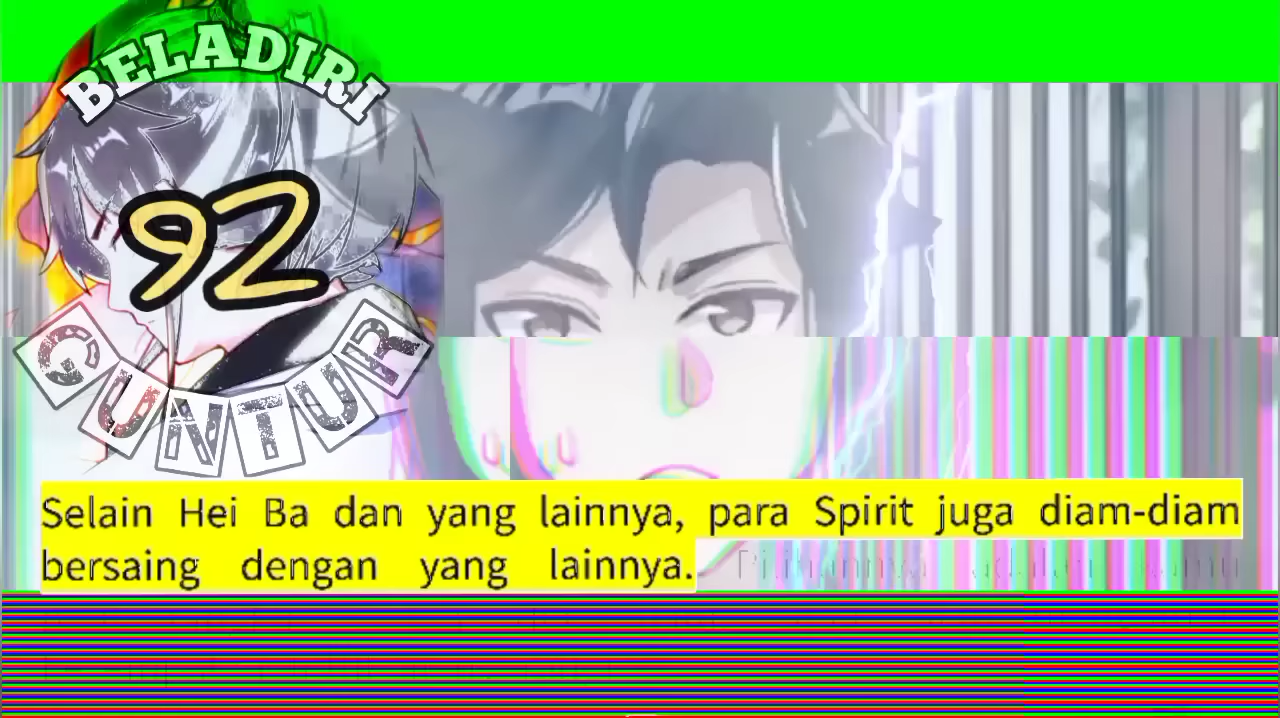 BELADIRI
92
GUNTUR
Selain Hei Ba dan yang lainnya, para Spirit juga diam-diam
bersaing dengan yang lainnya.